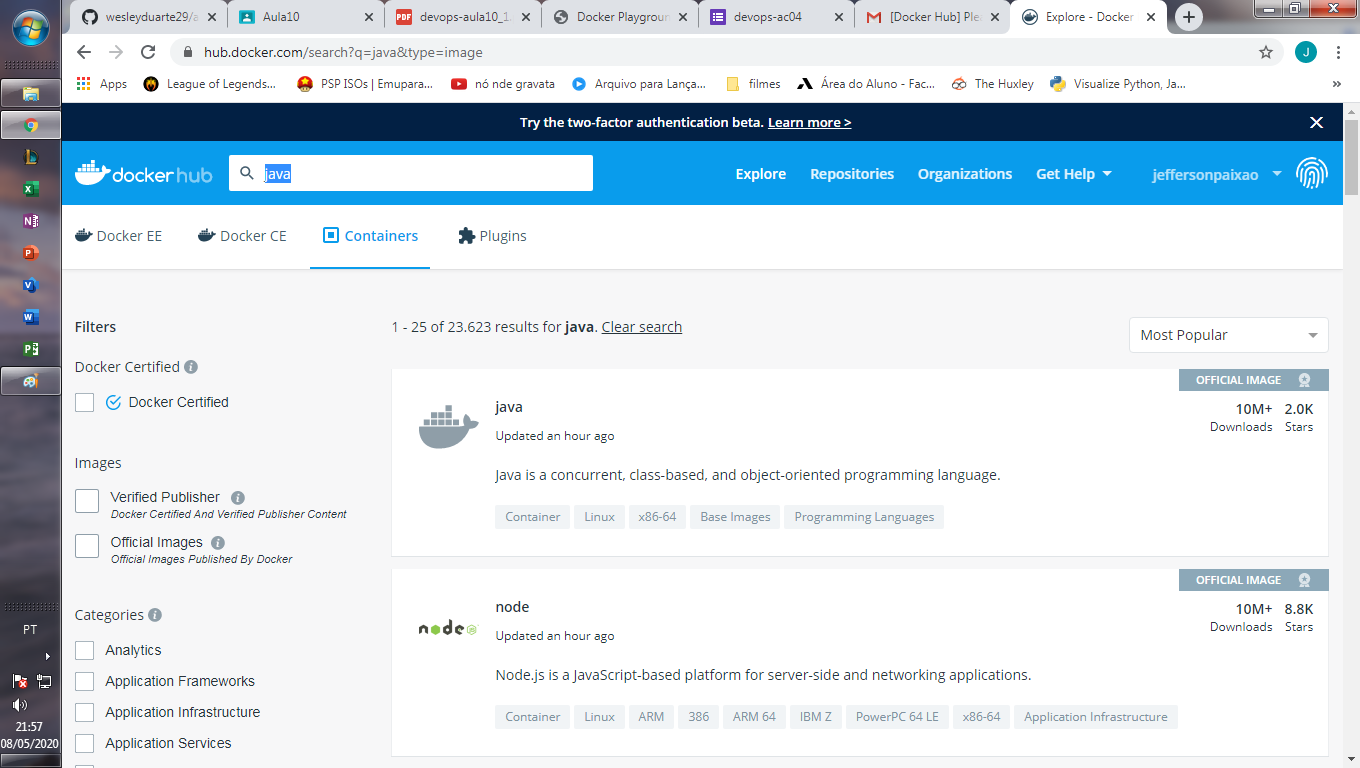 wesleyduarte29/a
Aula10
PDF devops-aula10_1
Docker Playgroun
devops-ac04
[Docker Hub] Ple
Explore - Docker
hub.docker.com/search?q=java&type=image
J
Apps
League of Legends...
PSP ISOs | Emupara...
nó nde gravata
Arquivo para Lança...
filmes
Área do Aluno - Fac...
The Huxley
Visualize Python, Ja...
»
Try the two-factor authentication beta. Learn more >
docker hub
java
Explore
Repositories
Organizations
Get Help
jeffersonpaixao
Docker EE
Docker CE
Containers
Plugins
Filters
1 - 25 of 23.623 results for java. Clear search
Most Popular
Docker Certified
Docker Certified
Images
Verified Publisher
Docker Certified And Verified Publisher Content
Official Images
Official Images Published By Docker
Categories
Analytics
Application Frameworks
Application Infrastructure
Application Services
OFFICIAL IMAGE
java
Updated an hour ago
10M+ 2.0K
Downloads Stars
Java is a concurrent, class-based, and object-oriented programming language.
Container Linux x86-64 Base Images Programming Languages
OFFICIAL IMAGE
node
node
Updated an hour ago
10M+ 8.8K
Downloads Stars
Node.js is a JavaScript-based platform for server-side and networking applications.
Container Linux ARM 386 ARM 64 IBM Z PowerPC 64 LE x86-64 Application Infrastructure
PT
21:57
08/05/2020